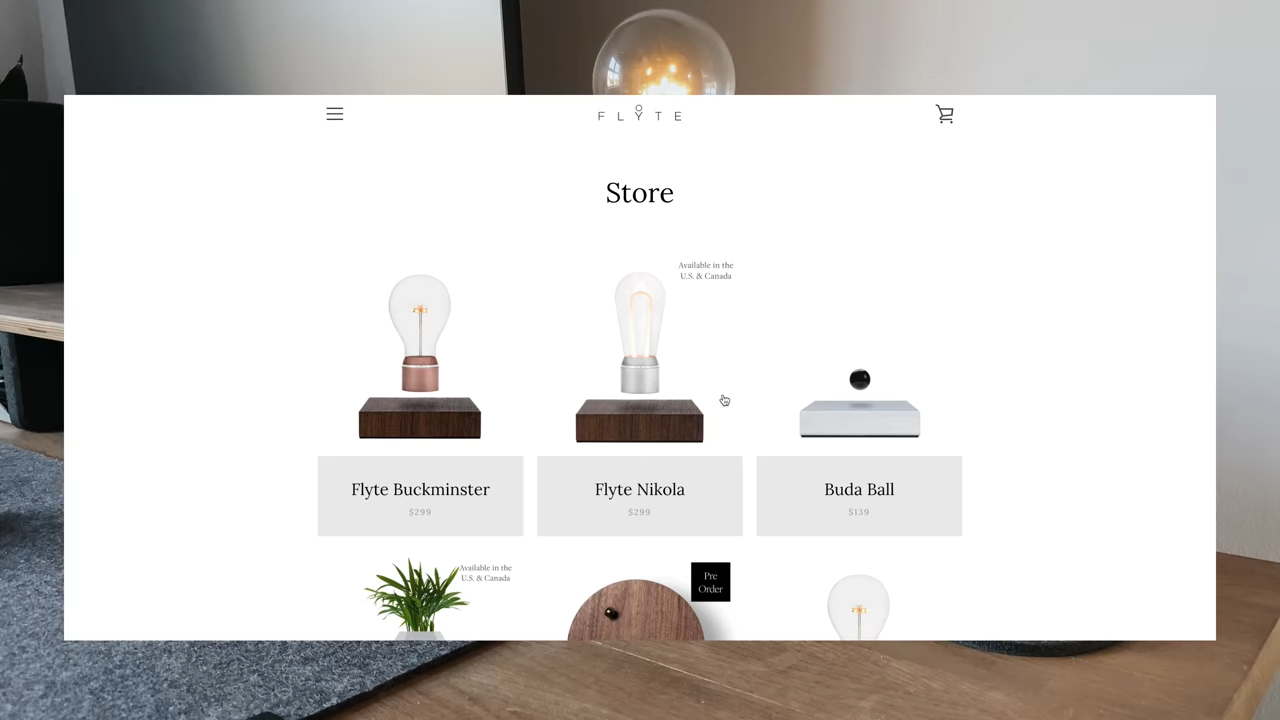 FLYTE
Store
Available in the
U.S. & Canada
Flyte Buckminster
$299
Flyte Nikola
$299
Buda Ball
$139
Available in the
U.S. & Canada
Pre
Order